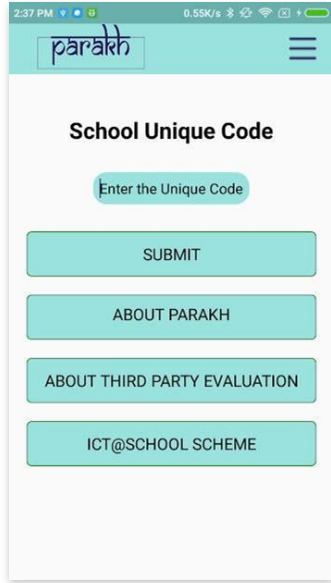 2:37 PM 0.55K/s
parakh
School Unique Code
Enter the Unique Code
SUBMIT
ABOUT PARAKH
ABOUT THIRD PARTY EVALUATION
ICT@SCHOOL SCHEME